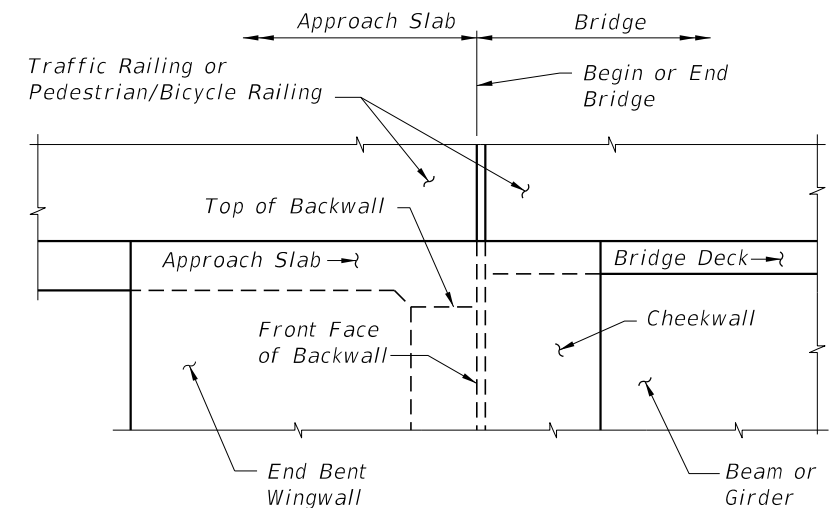 Approach Slab
Bridge
Traffic Railing or
Pedestrian/Bicycle Railing
Begin or End
Bridge
Top of Backwall
Approach Slab
Bridge Deck
Front Face
of Backwall
Cheekwall
End Bent
Wingwall
Beam or
Girder